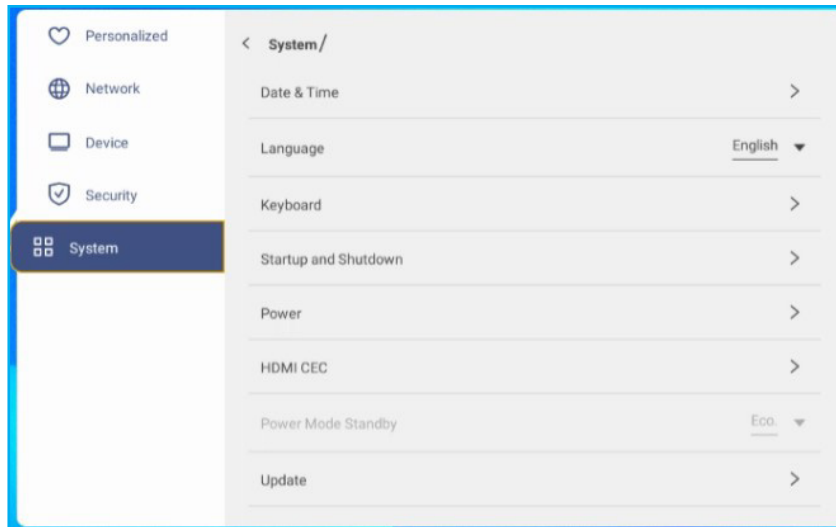 Personalized
Network
Device
Security
System
System/
Date & Time
Language English
Keyboard
Startup and Shutdown
Power
HDMI CEC
Power Mode Standby Eco.
Update